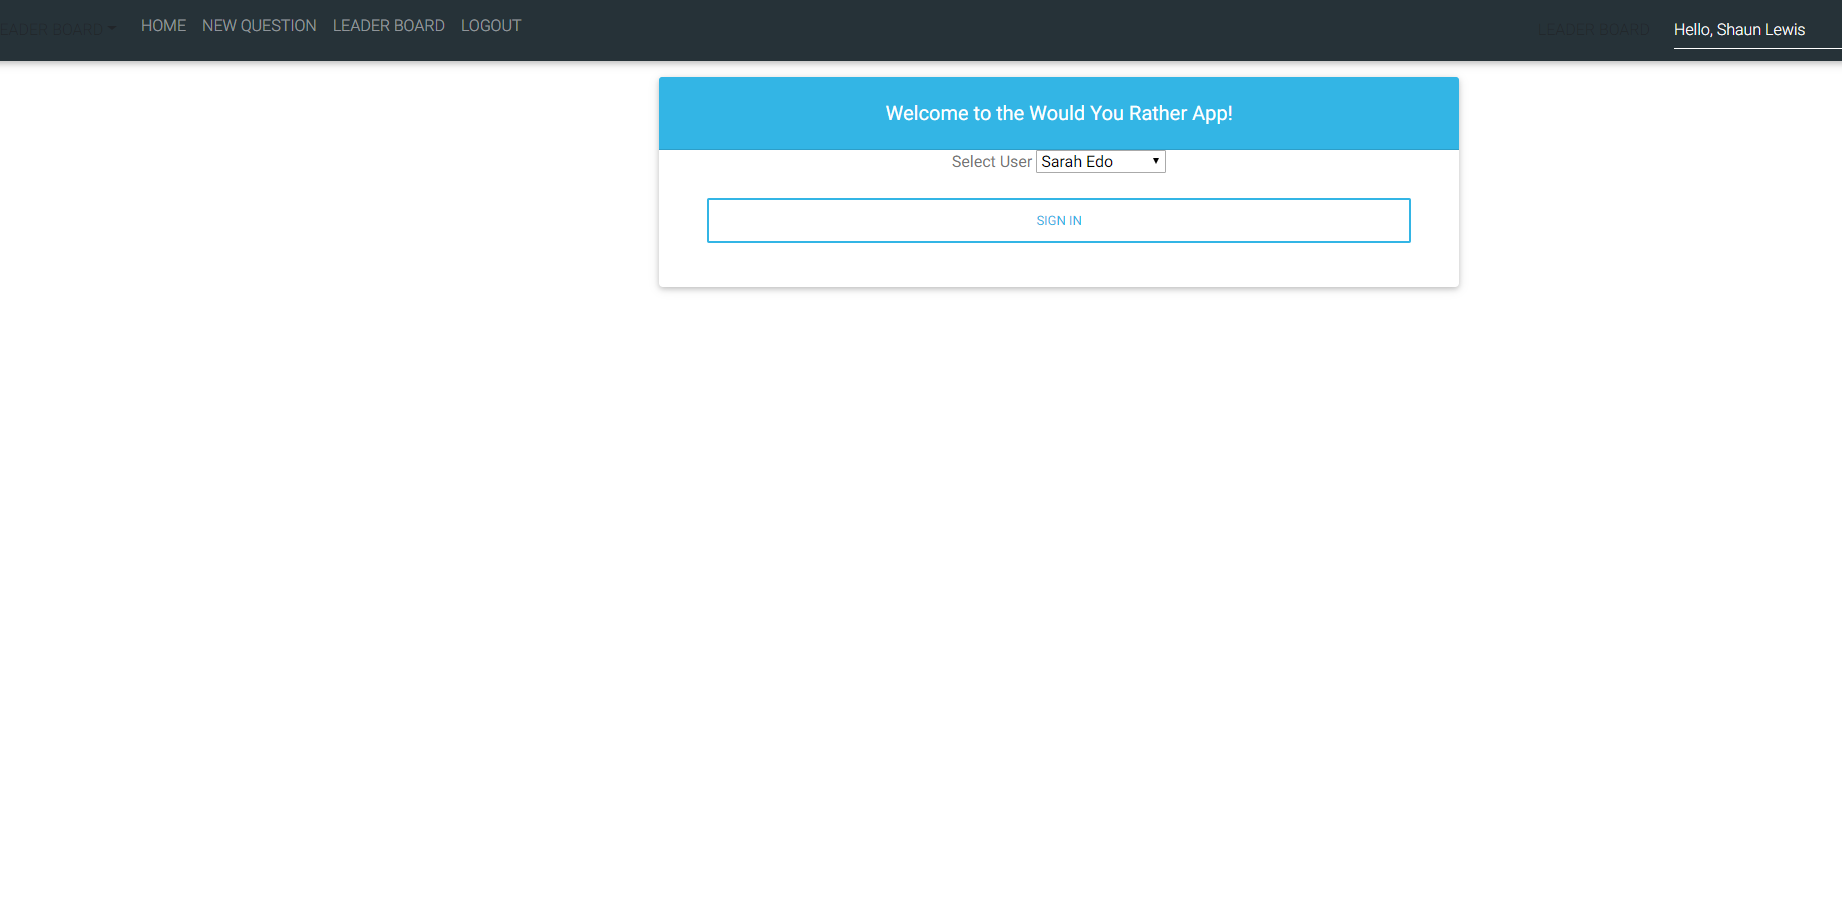 EADER BOARD HOME NEW QUESTION LEADER BOARD LOGOUT LEADER BOARD Hello, Shaun Lewis
Welcome to the Would You Rather App!
Select User Sarah Edo
SIGN IN